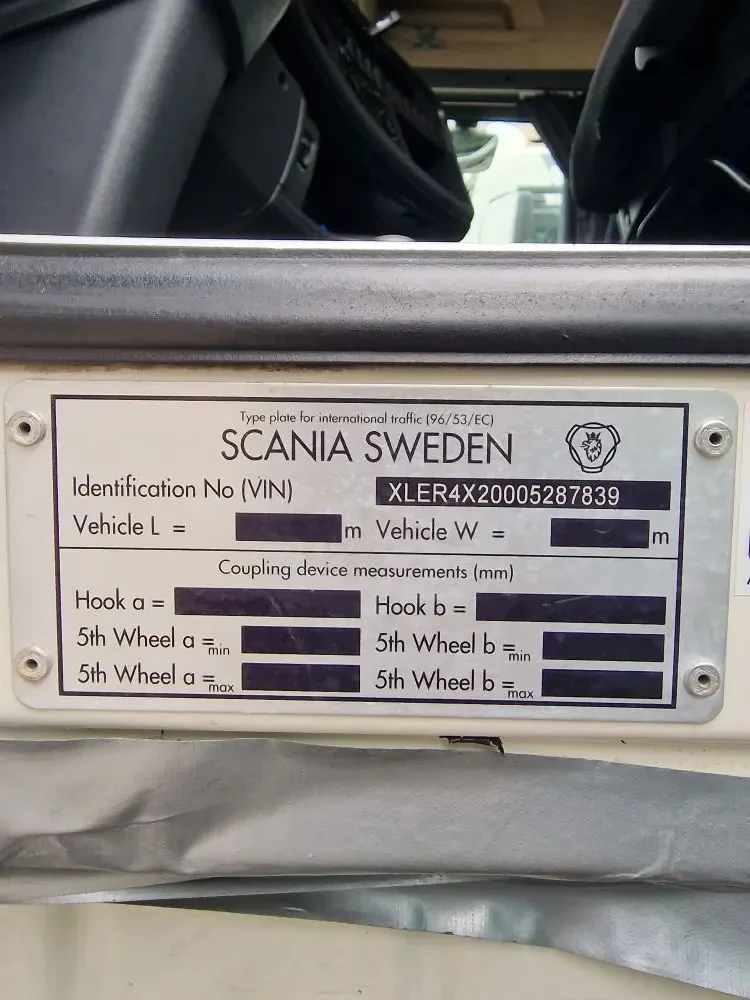 Type plate for international traffic (96/53/EC)
SCANIA SWEDEN
Identification No (VIN) XLER4X20005287839
Vehicle L = m Vehicle W = m
Coupling device measurements (mm)
Hook a = Hook b =
5th Wheel a =min 5th Wheel b =min
5th Wheel a =max 5th Wheel b =max